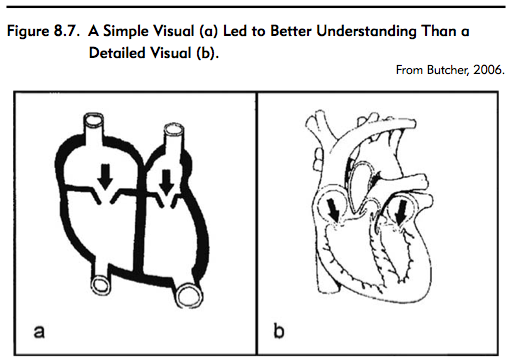 Figure 8.7. A Simple Visual (a) Led to Better Understanding Than a
Detailed Visual (b).
From Butcher, 2006.
a
b